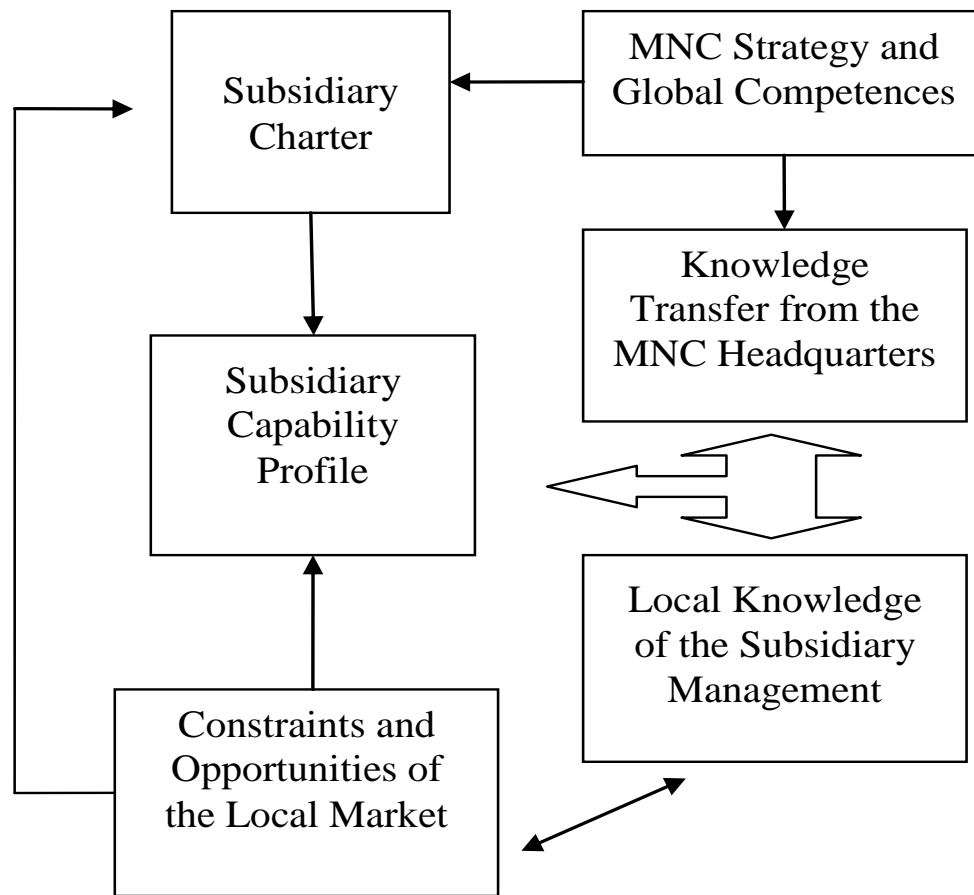 Subsidiary
Charter
MNC Strategy and
Global Competences
Knowledge
Transfer from the
MNC Headquarters
Subsidiary
Capability
Profile
Local Knowledge
of the Subsidiary
Management
Constraints and
Opportunities of
the Local Market